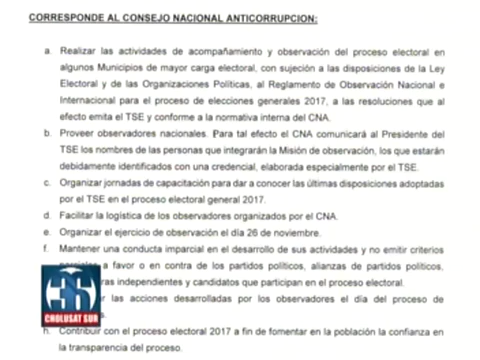 CORRESPONDE AL CONSEJO NACIONAL ANTICORRUPCION:
a. Realizar las actividades de acompañamiento y observación del proceso electoral en
algunos Municipios de mayor carga electoral, con sujeción a las disposiciones de la Ley
Electoral y de las Organizaciones Políticas, al Reglamento de Observación Nacional e
Internacional para el proceso de elecciones generales 2017, a las resoluciones que al
efecto emita el TSE y conforme a la normativa interna del CNA.
b. Proveer observadores nacionales. Para tal efecto el CNA comunicará al Presidente del
TSE los nombres de las personas que integrarán la Misión de observación, los que estarán
debidamente identificados con una credencial, elaborada especialmente por el TSE.
c. Organizar jornadas de capacitación para dar a conocer las últimas disposiciones adoptadas
por el TSE en el proceso electoral general 2017.
d. Facilitar la logística de los observadores organizados por el CNA.
e. Organizar el ejercicio de observación el día 26 de noviembre.
f. Mantener una conducta imparcial en el desarrollo de sus actividades y no emitir criterios
a favor o en contra de los partidos políticos, alianzas de partidos políticos,
ras independientes y candidatos que participan en el proceso electoral.
ar las acciones desarrolladas por los observadores el día del proceso de
s.
h. Contribuir con el proceso electoral 2017 a fin de fomentar en la población la confianza en
la transparencia del proceso.
36
CHOLUSAT SUR